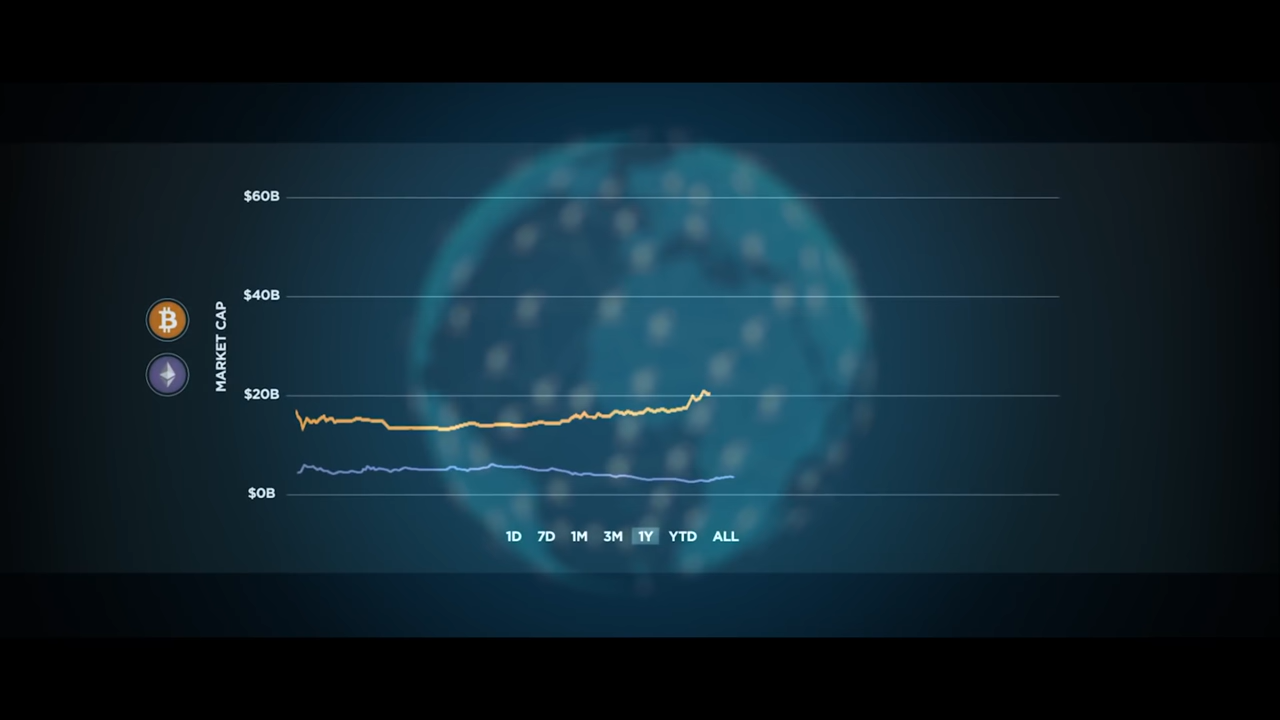 $60B
$40B
MARKET CAP
$20B
$0B
1D 7D 1M 3M 1Y YTD ALL